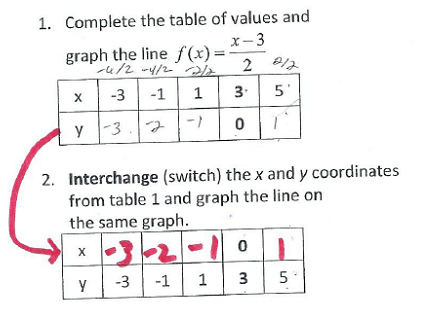 1. Complete the table of values and
graph the line f(x) = x − 3 / 2
-6/2 -4/2 -2/2 2/2
x -3 -1 1 3 5
y -3 -2 -1 0 1
2. Interchange (switch) the x and y coordinates
from table 1 and graph the line on
the same graph.
x -3 -2 -1 0 1
y -3 -1 1 3 5